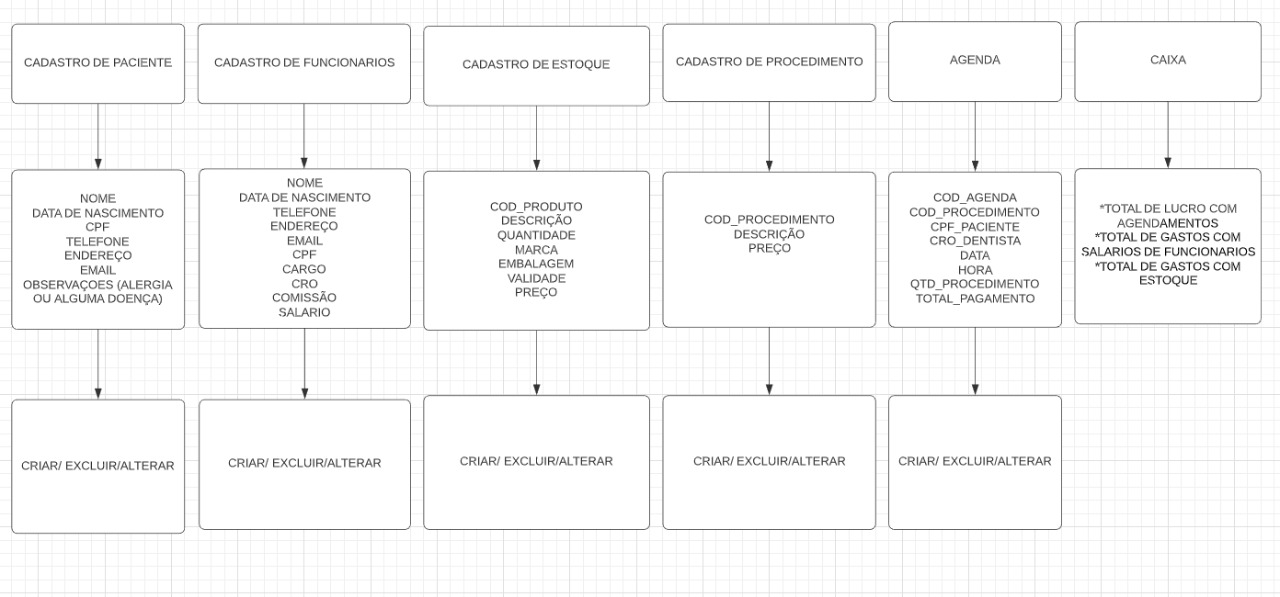 CADASTRO DE PACIENTE
CADASTRO DE FUNCIONARIOS
CADASTRO DE ESTOQUE
CADASTRO DE PROCEDIMENTO
AGENDA
CAIXA
NOME
DATA DE NASCIMENTO
CPF
TELEFONE
ENDEREÇO
EMAIL
OBSERVAÇOES (ALERGIA
OU ALGUMA DOENÇA)
NOME
DATA DE NASCIMENTO
TELEFONE
ENDEREÇO
EMAIL
CPF
CARGO
CRO
COMISSÃO
SALARIO
COD_PRODUTO
DESCRIÇÃO
QUANTIDADE
MARCA
EMBALAGEM
VALIDADE
PREÇO
COD_PROCEDIMENTO
DESCRIÇÃO
PREÇO
COD_AGENDA
COD_PROCEDIMENTO
CPF_PACIENTE
CRO_DENTISTA
DATA
HORA
QTD_PROCEDIMENTO
TOTAL_PAGAMENTO
*TOTAL DE LUCRO COM
AGENDAMENTOS
*TOTAL DE GASTOS COM
SALARIOS DE FUNCIONARIOS
*TOTAL DE GASTOS COM
ESTOQUE
CRIAR/ EXCLUIR/ALTERAR
CRIAR/ EXCLUIR/ALTERAR
CRIAR/ EXCLUIR/ALTERAR
CRIAR/ EXCLUIR/ALTERAR
CRIAR/ EXCLUIR/ALTERAR